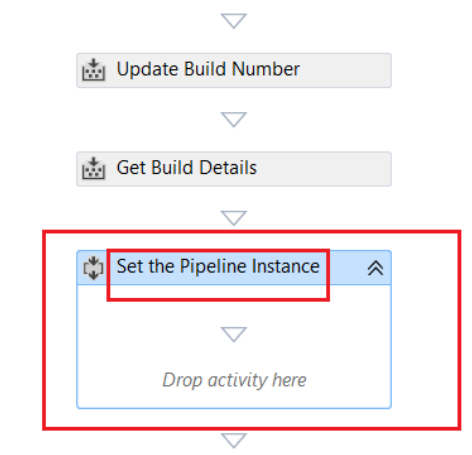 Update Build Number
Get Build Details
Set the Pipeline Instance
Drop activity here